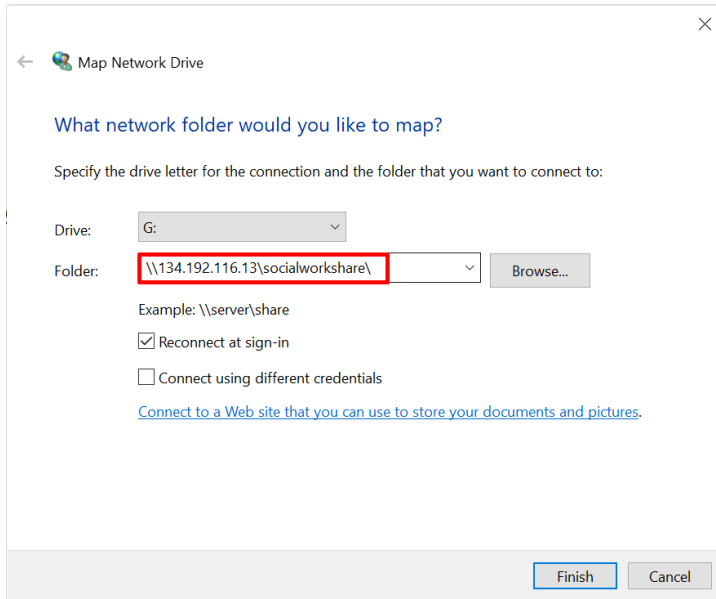 Map Network Drive
What network folder would you like to map?
Specify the drive letter for the connection and the folder that you want to connect to:
Drive: G:
Folder: \\134.192.116.13\socialworkshare\ Browse...
Example: \\server\share
Reconnect at sign-in
Connect using different credentials
Connect to a Web site that you can use to store your documents and pictures.
Finish Cancel